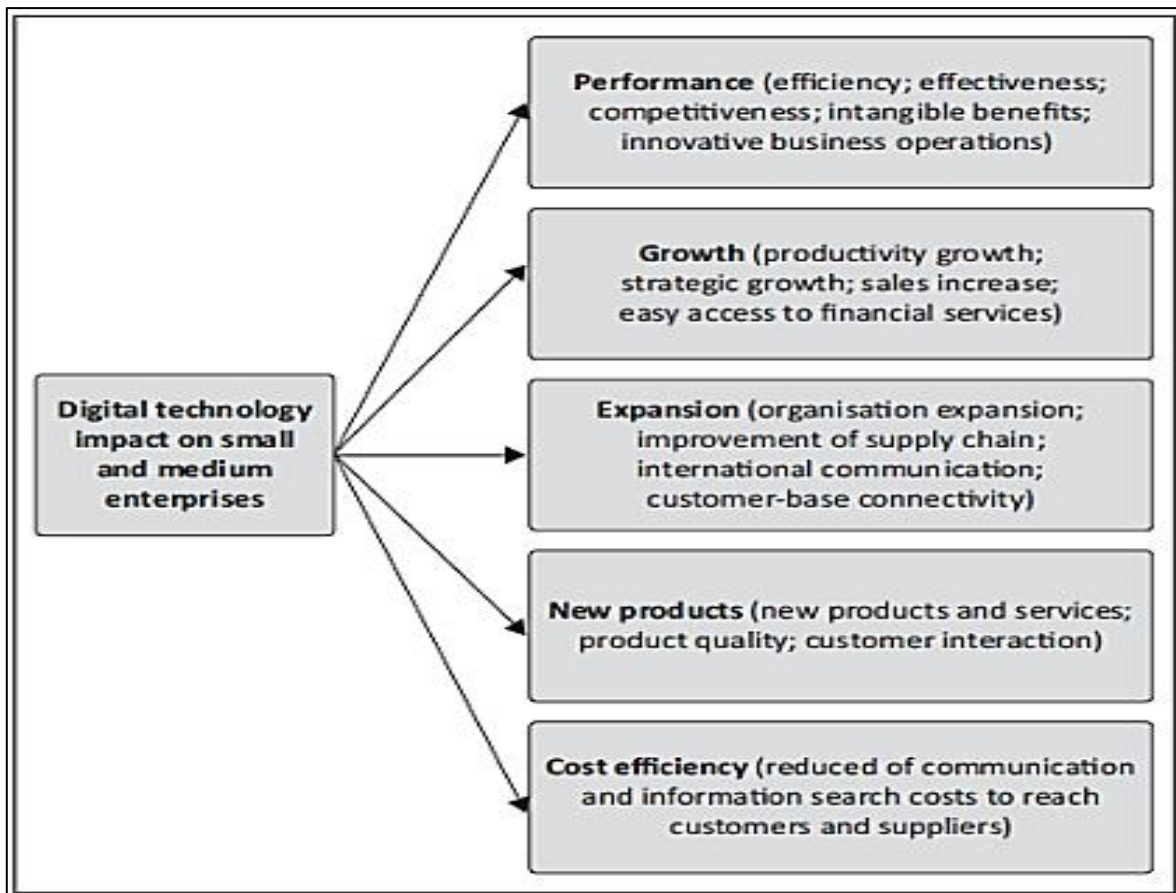 Performance (efficiency; effectiveness;
competitiveness; intangible benefits;
innovative business operations)
Growth (productivity growth;
strategic growth; sales increase;
easy access to financial services)
Digital technology
impact on small
and medium
enterprises
Expansion (organisation expansion;
improvement of supply chain;
international communication;
customer-base connectivity)
New products (new products and services;
product quality; customer interaction)
Cost efficiency (reduced of communication
and information search costs to reach
customers and suppliers)